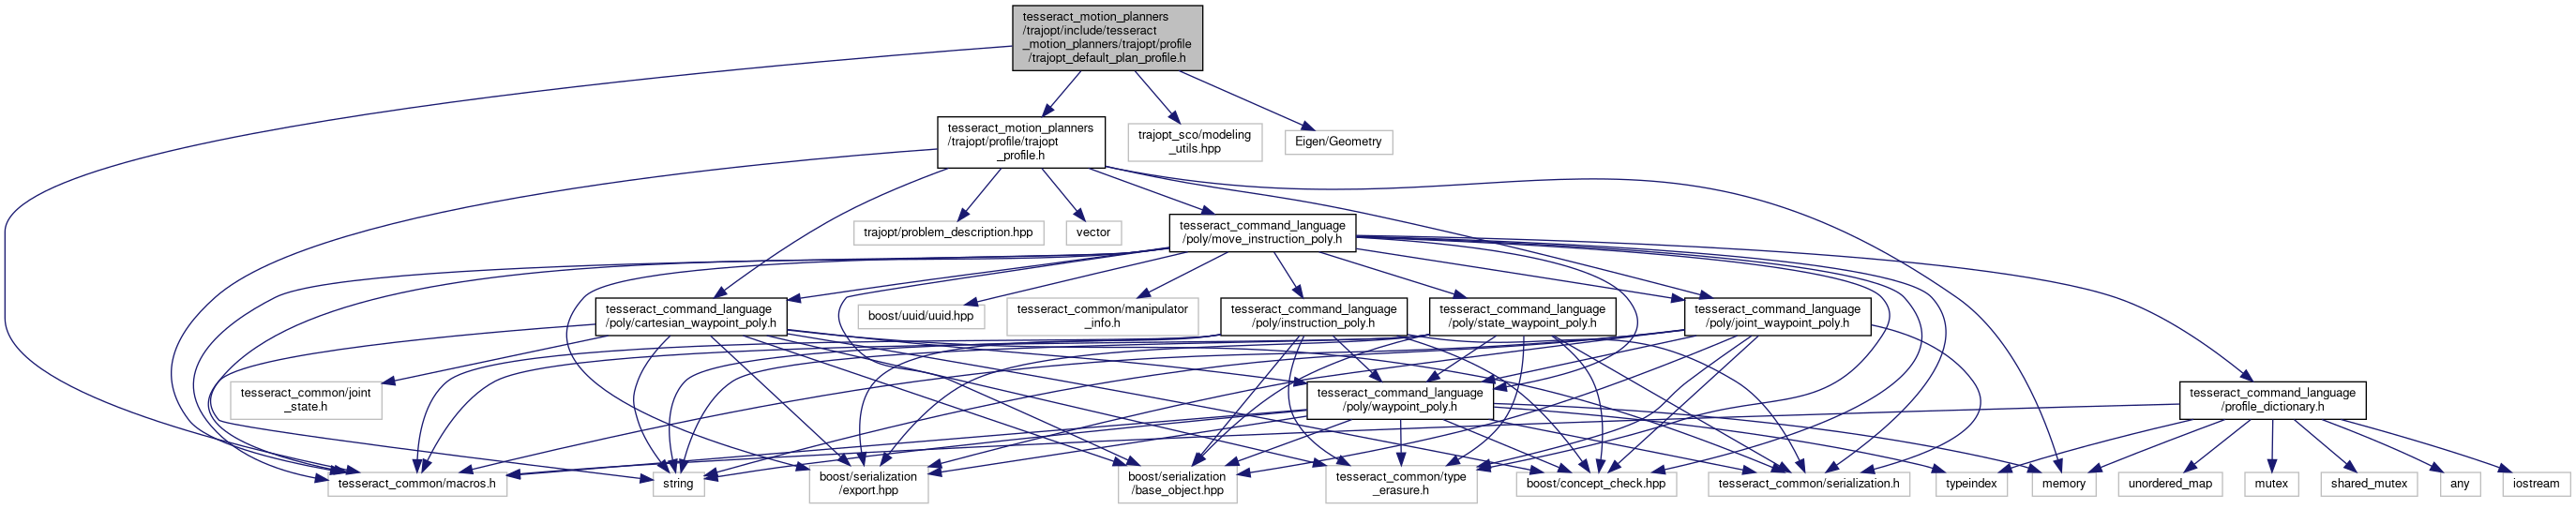 tesseract_motion_planners
/trajopt/include/tesseract
_motion_planners/trajopt/profile
/trajopt_default_plan_profile.h
tesseract_motion_planners
/trajopt/profile/trajopt
_profile.h
trajopt_sco/modeling
_utils.hpp
Eigen/Geometry
trajopt/problem_description.hpp
vector
tesseract_command_language
/poly/move_instruction_poly.h
tesseract_command_language
/poly/cartesian_waypoint_poly.h
boost/uuid/uuid.hpp
tesseract_common/manipulator
_info.h
tesseract_command_language
/poly/instruction_poly.h
tesseract_command_language
/poly/state_waypoint_poly.h
tesseract_command_language
/poly/joint_waypoint_poly.h
tesseract_common/joint
_state.h
tesseract_command_language
/poly/waypoint_poly.h
tesseract_command_language
/profile_dictionary.h
tesseract_common/macros.h
string
boost/serialization
/export.hpp
boost/serialization
/base_object.hpp
tesseract_common/type
_erasure.h
boost/concept_check.hpp
tesseract_common/serialization.h
typeindex
memory
unordered_map
mutex
shared_mutex
any
iostream